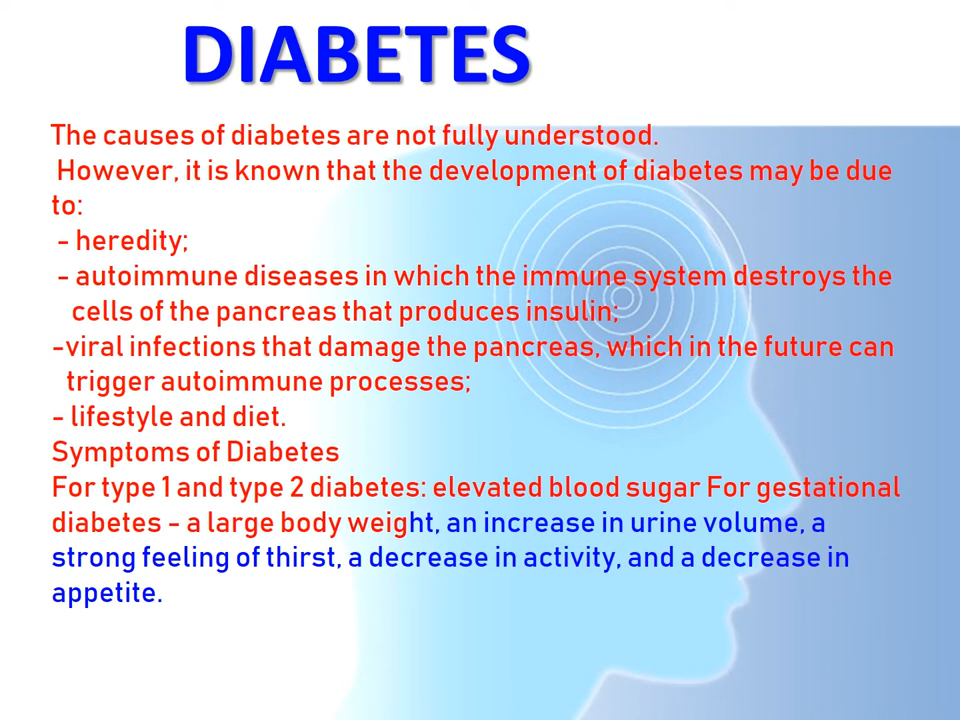 DIABETES
The causes of diabetes are not fully understood.
However, it is known that the development of diabetes may be due
to:
- heredity;
- autoimmune diseases in which the immune system destroys the
cells of the pancreas that produces insulin;
-viral infections that damage the pancreas, which in the future can
trigger autoimmune processes;
- lifestyle and diet.
Symptoms of Diabetes
For type 1 and type 2 diabetes: elevated blood sugar For gestational
diabetes - a large body weight, an increase in urine volume, a
strong feeling of thirst, a decrease in activity, and a decrease in
appetite.